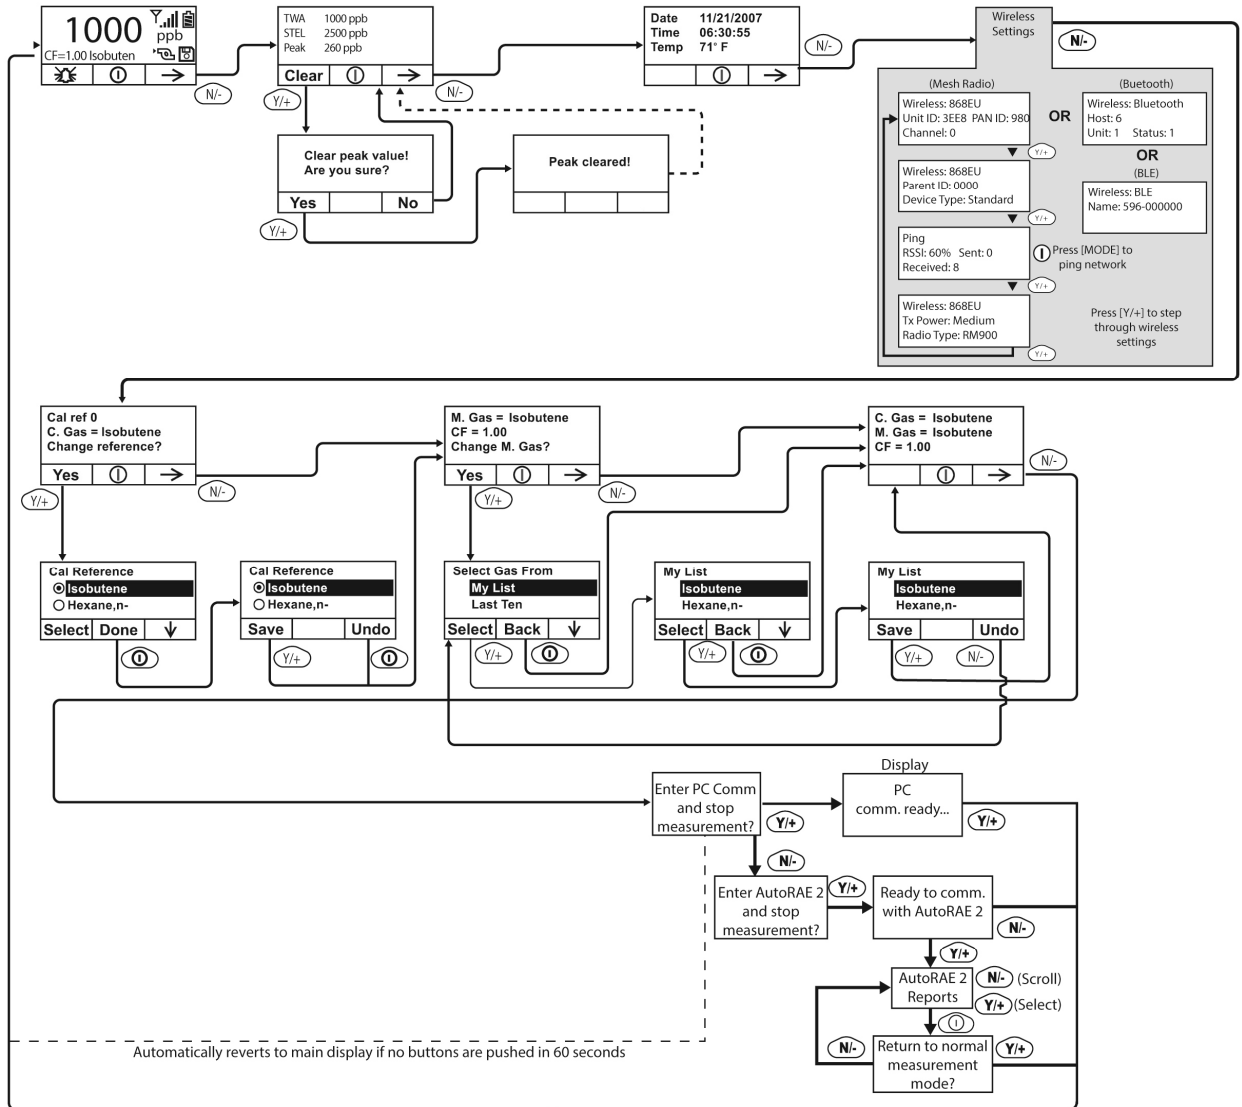 1000
ppb
CF=1.00 Isobuten
N/-
TWA 1000 ppb
STEL 2500 ppb
Peak 260 ppb
Clear
Y/+
N/-
Clear peak value!
Are you sure?
Yes No
Y/+
Peak cleared!
Date 11/21/2007
Time 06:30:55
Temp 71° F
N/-
Wireless
Settings
N/-
(Mesh Radio)
Wireless: 868EU
Unit ID: 3EE8 PAN ID: 980
Channel: 0
Y/+
Wireless: 868EU
Parent ID: 0000
Device Type: Standard
Y/+
Ping
RSSI: 60% Sent: 0
Received: 8
Y/+
Wireless: 868EU
Tx Power: Medium
Radio Type: RM900
Y/+
OR
(Buetooth)
Wireless: Bluetooth
Host: 6
Unit: 1 Status: 1
OR
(BLE)
Wireless: BLE
Name: 596-000000
Press [MODE] to
ping network
Press [Y/+] to step
through wireless
settings
Cal ref 0
C. Gas = Isobutene
Change reference?
Yes
N/-
Y/+
M. Gas = Isobutene
CF = 1.00
Change M. Gas?
Yes
Y/+
N/-
C. Gas = Isobutene
M. Gas = Isobutene
CF = 1.00
N/-
Cal Reference
Isobutene
Hexane,n-
Select Done
Cal Reference
Isobutene
Hexane,n-
Save Undo
Y/+
Select Gas From
My List
Last Ten
Select Back
Y/+
My List
Isobutene
Hexane,n-
Select Back
Y/+
My List
Isobutene
Hexane,n-
Save Undo
Y/+
N/-
Enter PC Comm
and stop
measurement?
Y/+
Display
PC
comm. ready...
Y/+
N/-
Enter AutoRAE 2
and stop
measurement?
Y/+
Ready to comm.
with AutoRAE 2
N/-
Y/+
AutoRAE 2
Reports
N/- (Scroll)
Y/+ (Select)
N/-
Return to normal
measurement
mode?
Y/+
Automatically reverts to main display if no buttons are pushed in 60 seconds